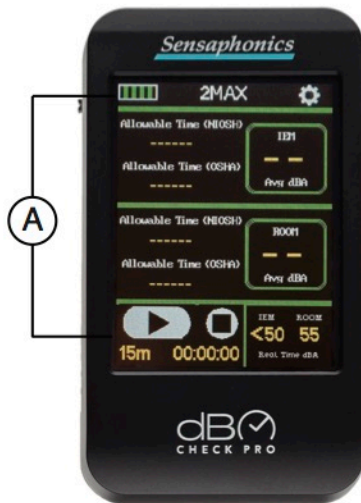 Sensaphonics
2MAX
Allowable Time (NIOSH)
------
Allowable Time (OSHA)
------
IEM
-- --
Avg dBA
Allowable Time (NIOSH)
------
Allowable Time (OSHA)
------
ROOM
-- --
Avg dBA
A
15m 00:00:00
IEM ROOM
<50 55
Real Time dBA
dB
CHECK PRO